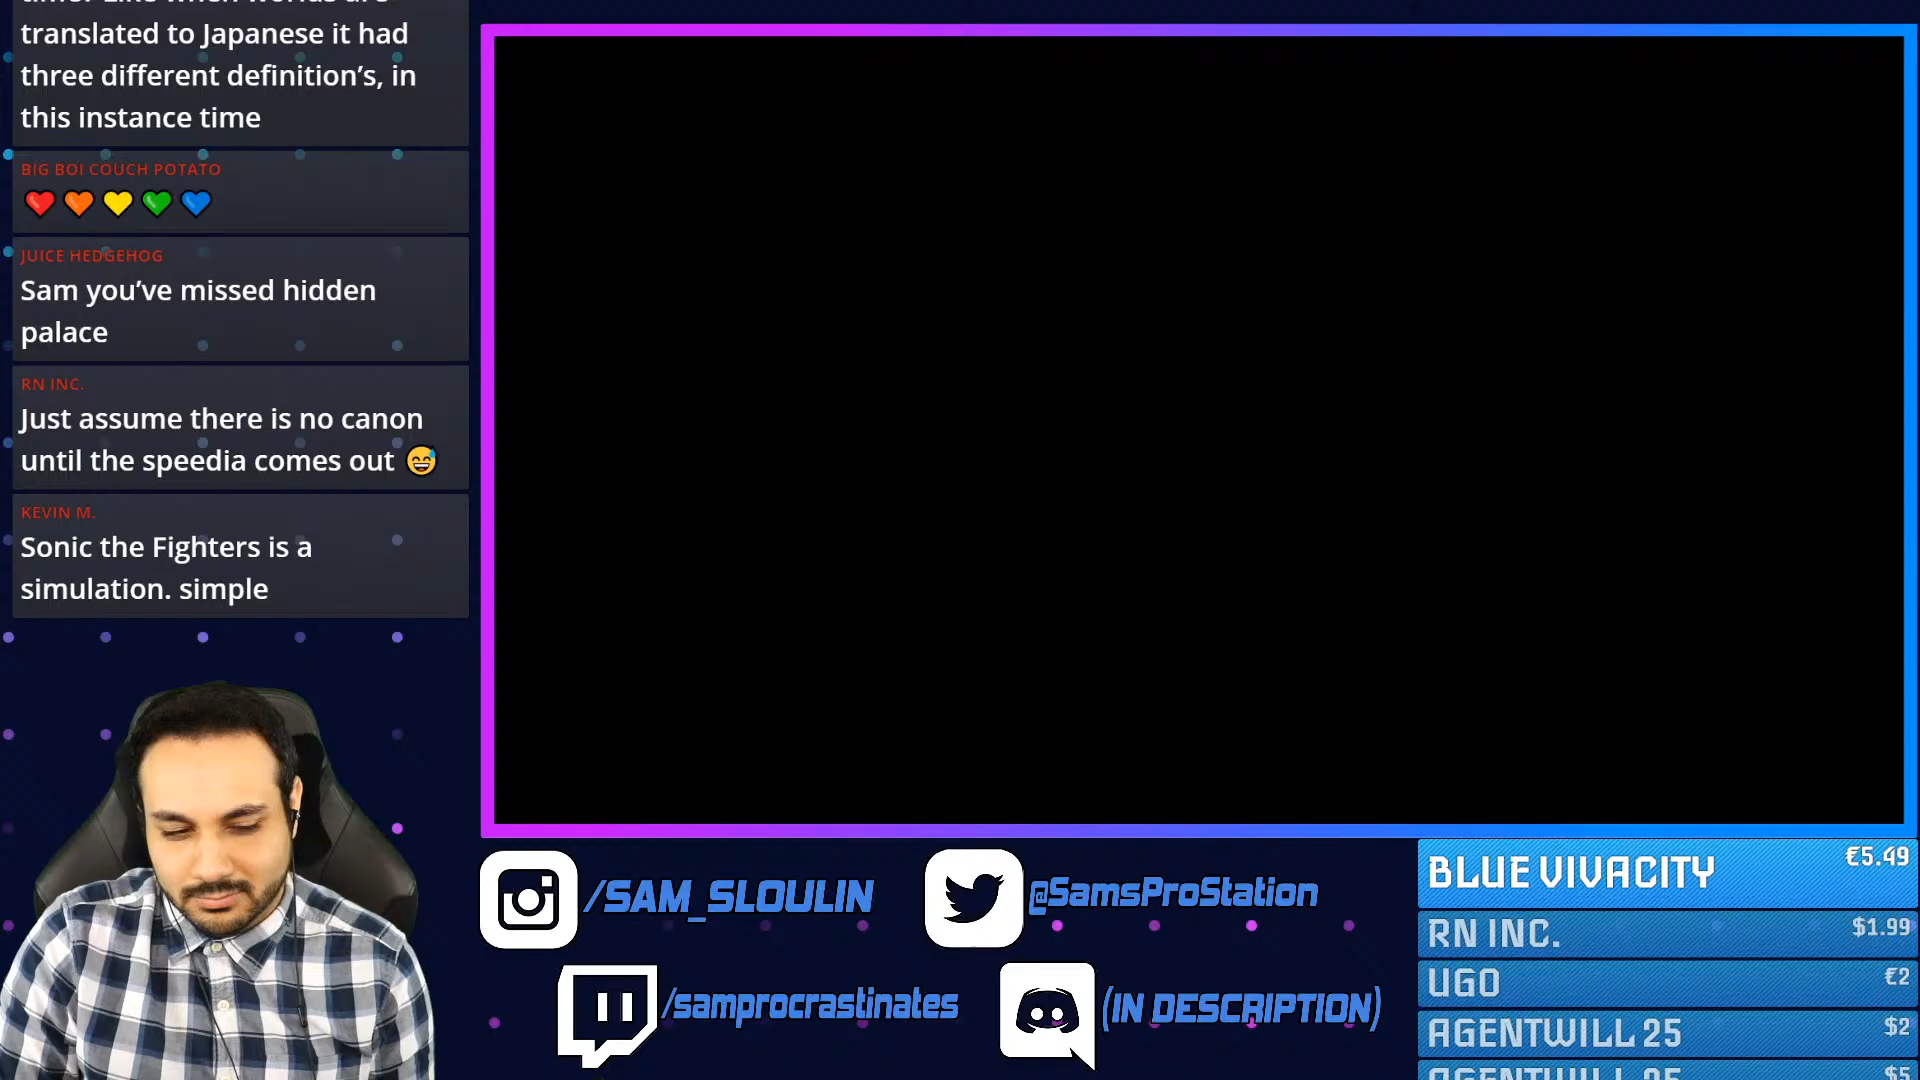 translated to Japanese it had
three different definition’s, in
this instance time
BIG BOI COUCH POTATO
JUICE HEDGEHOG
Sam you’ve missed hidden
palace
RN INC.
Just assume there is no canon
until the speedia comes out
KEVIN M.
Sonic the Fighters is a
simulation. simple
/SAM_SLOULIN
@SamsProStation
/samprocrastinates
(IN DESCRIPTION)
BLUE VIVACITY €5.49
RN INC. $1.99
UGO €2
AGENTWILL 25 $2
AGENTWILL 25 $5